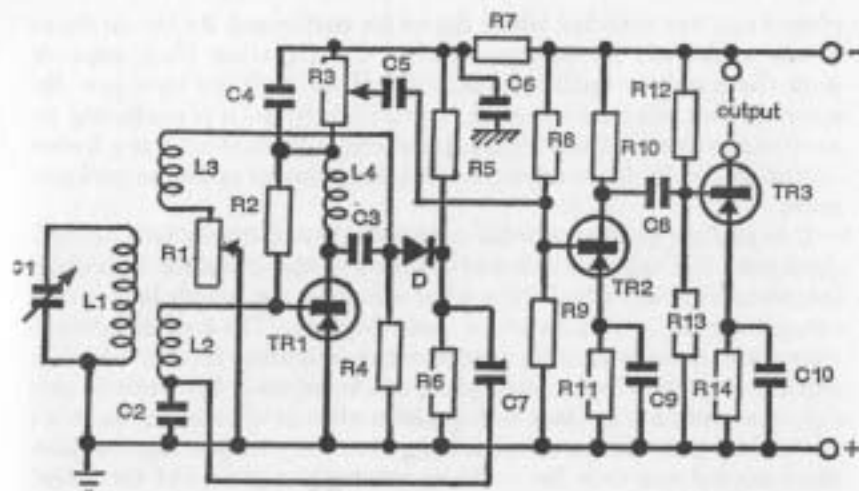 R7
−
C4
R3
C5
C6
R8
R12
output
L3
L4
R5
R10
R2
C3
C8
TR3
R1
C1
L1
D
TR2
L2
TR1
R9
R13
R4
R6
C7
R11
C9
R14
C10
C2
+